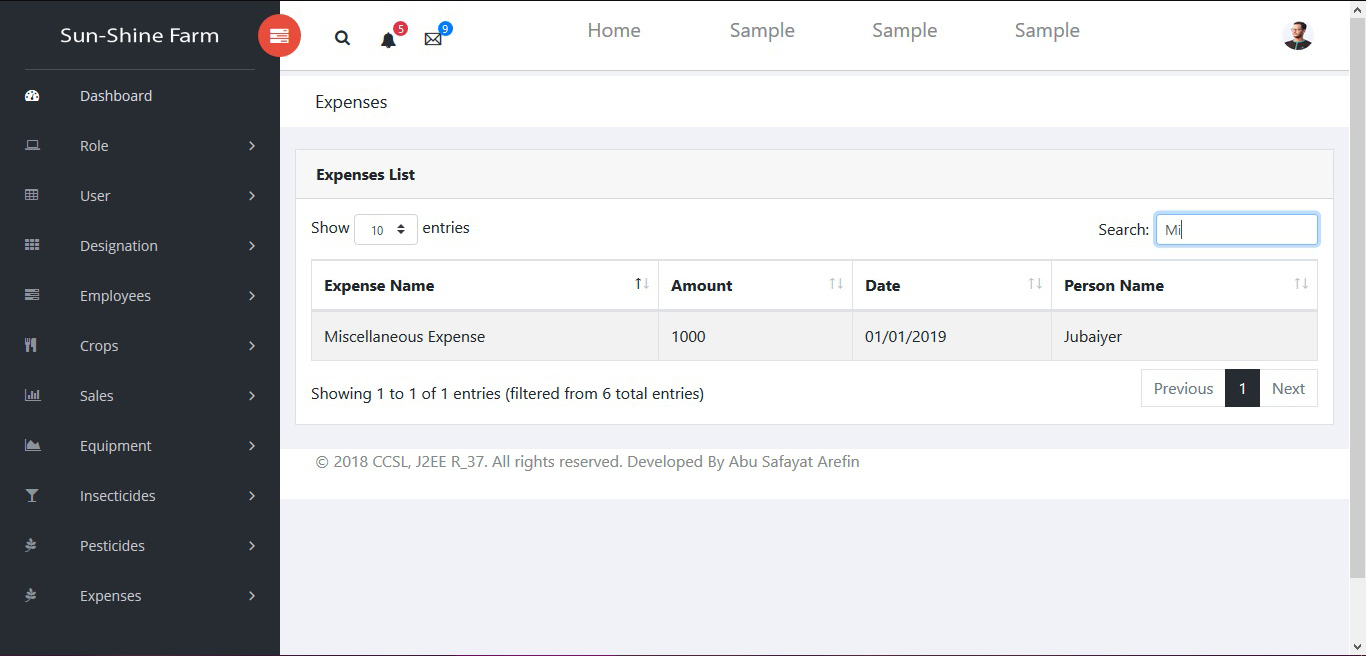 Sun-Shine Farm
5
9
Home
Sample
Sample
Sample
Dashboard
Role
User
Designation
Employees
Crops
Sales
Equipment
Insecticides
Pesticides
Expenses
Expenses
Expenses List
Show 10 entries
Search: Mi
Expense Name Amount Date Person Name
Miscellaneous Expense 1000 01/01/2019 Jubaiyer
Showing 1 to 1 of 1 entries (filtered from 6 total entries)
Previous 1 Next
© 2018 CCSL, J2EE R_37. All rights reserved. Developed By Abu Safayat Arefin